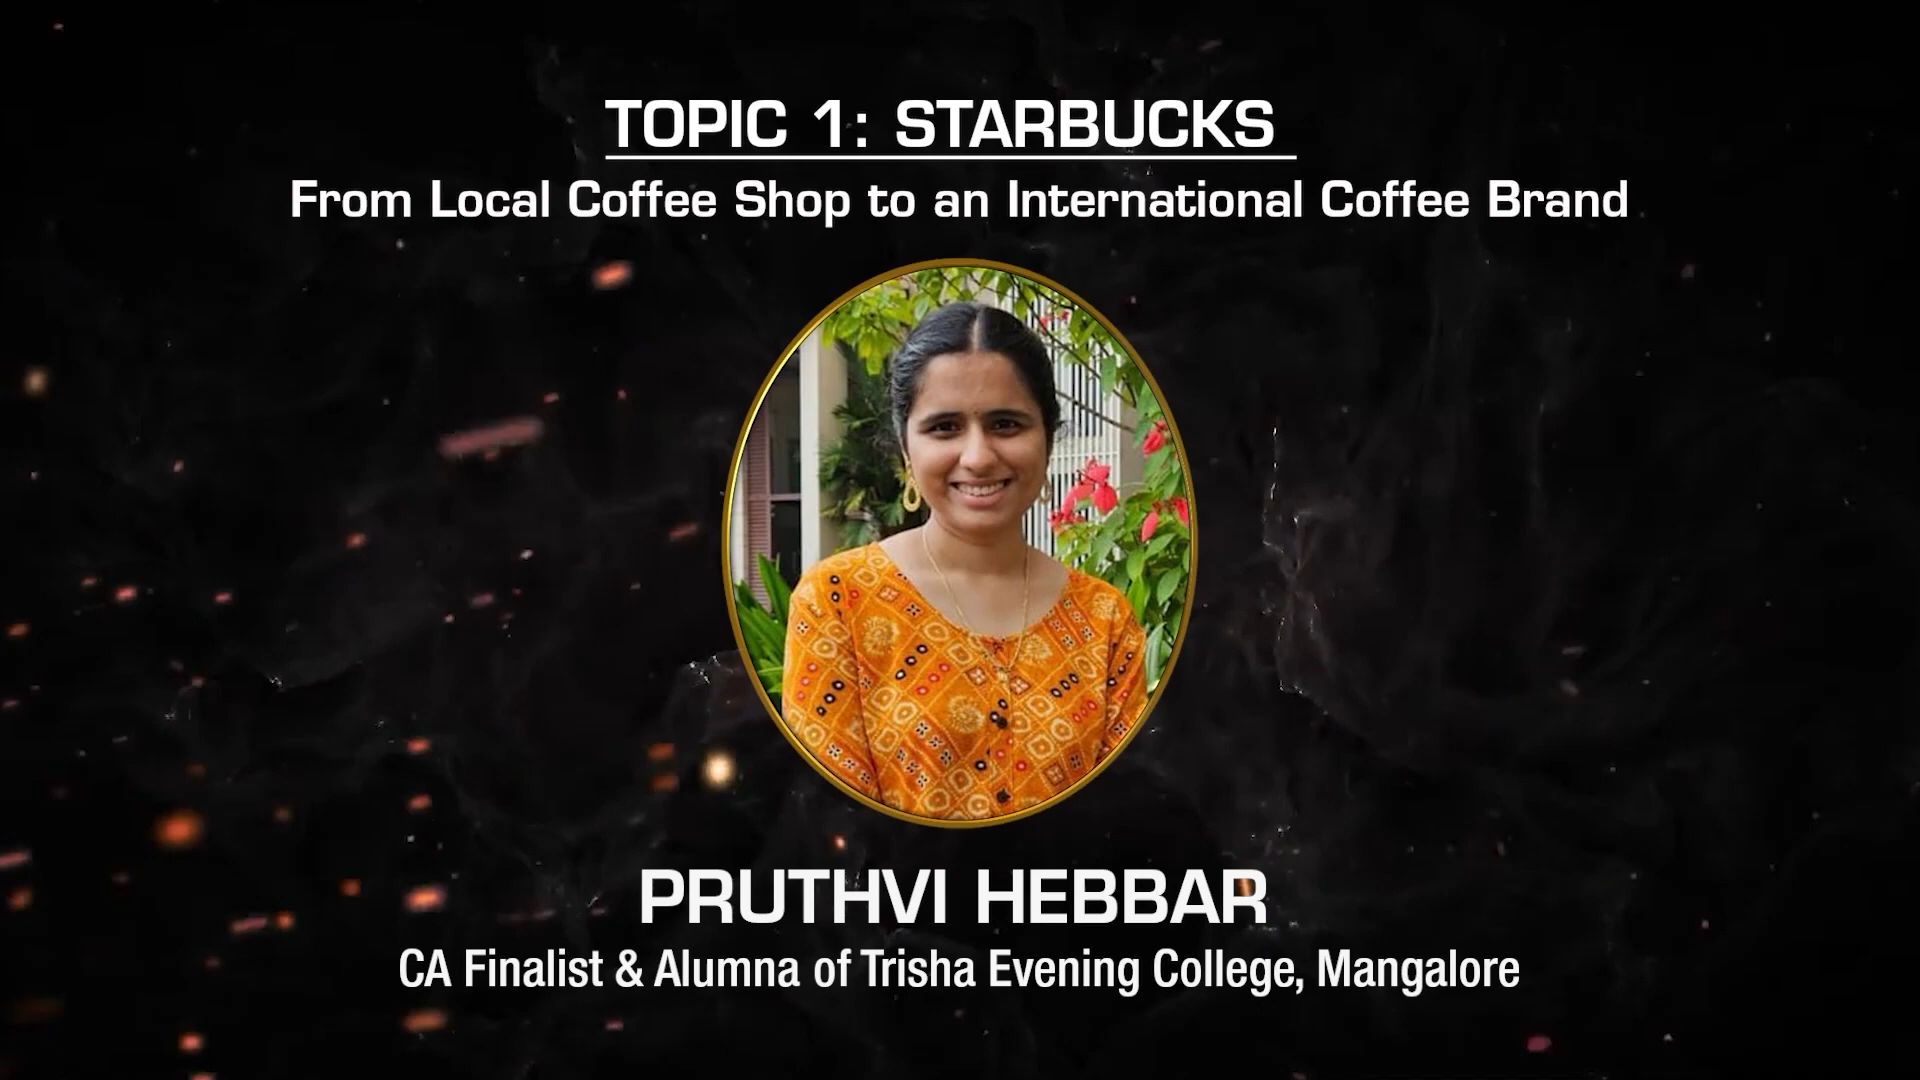 TOPIC 1: STARBUCKS
From Local Coffee Shop to an International Coffee Brand
PRUTHVI HEBBAR
CA Finalist & Alumna of Trisha Evening College, Mangalore